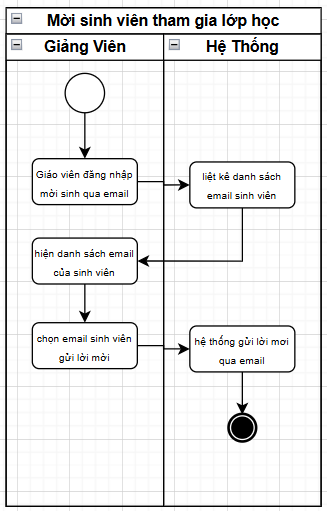 Mời sinh viên tham gia lớp học
Giảng Viên
Hệ Thống
Giáo viên đăng nhập
mời sinh qua email
liệt kê danh sách
email sinh viên
hiện danh sách email
của sinh viên
chọn email sinh viên
gửi lời mời
hệ thống gửi lời mơi
qua email